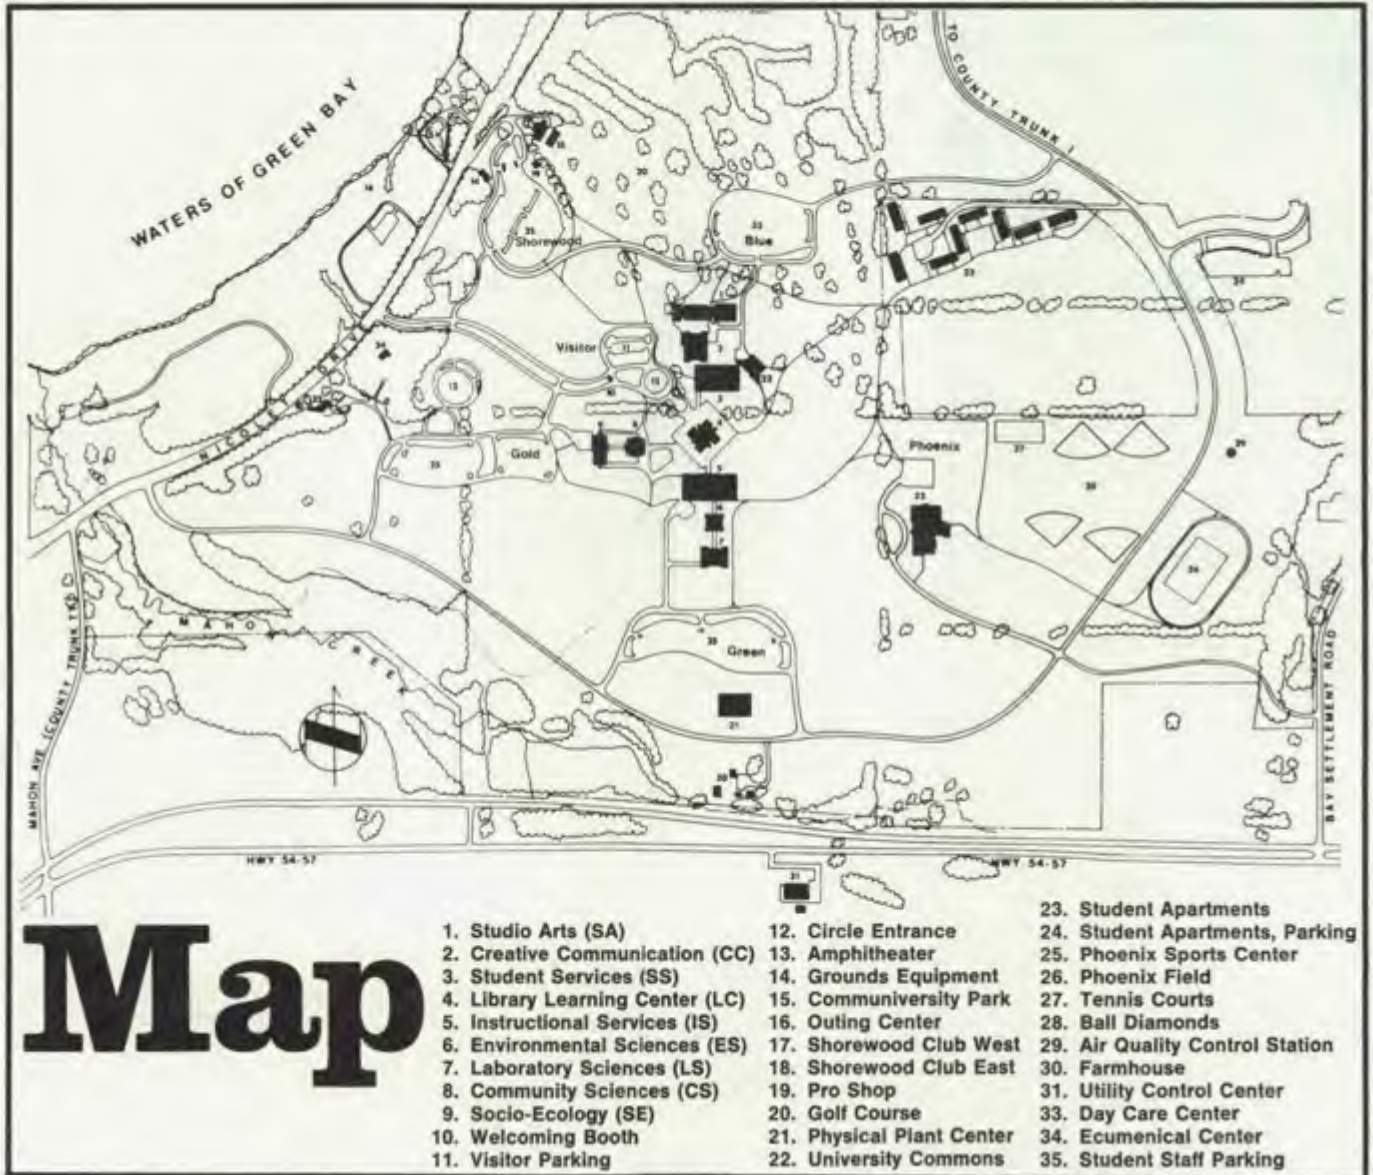 TO COUNTY TRUNK I
WATERS OF GREEN BAY
Shorewood
35
Blue
Visitor
11
Gold
Phoenix
Green
21
25
27
NICOLET
MAHON AVE (COUNTY TRUNK
MAHO
CREEK
BAY SETTLEMENT ROAD
HWY 54-57
HWY 54-57
31
Map
1. Studio Arts (SA)
2. Creative Communication (CC)
3. Student Services (SS)
4. Library Learning Center (LC)
5. Instructional Services (IS)
6. Environmental Sciences (ES)
7. Laboratory Sciences (LS)
8. Community Sciences (CS)
9. Socio-Ecology (SE)
10. Welcoming Booth
11. Visitor Parking
12. Circle Entrance
13. Amphitheater
14. Grounds Equipment
15. Communiversity Park
16. Outing Center
17. Shorewood Club West
18. Shorewood Club East
19. Pro Shop
20. Golf Course
21. Physical Plant Center
22. University Commons
23. Student Apartments
24. Student Apartments, Parking
25. Phoenix Sports Center
26. Phoenix Field
27. Tennis Courts
28. Ball Diamonds
29. Air Quality Control Station
30. Farmhouse
31. Utility Control Center
33. Day Care Center
34. Ecumenical Center
35. Student Staff Parking